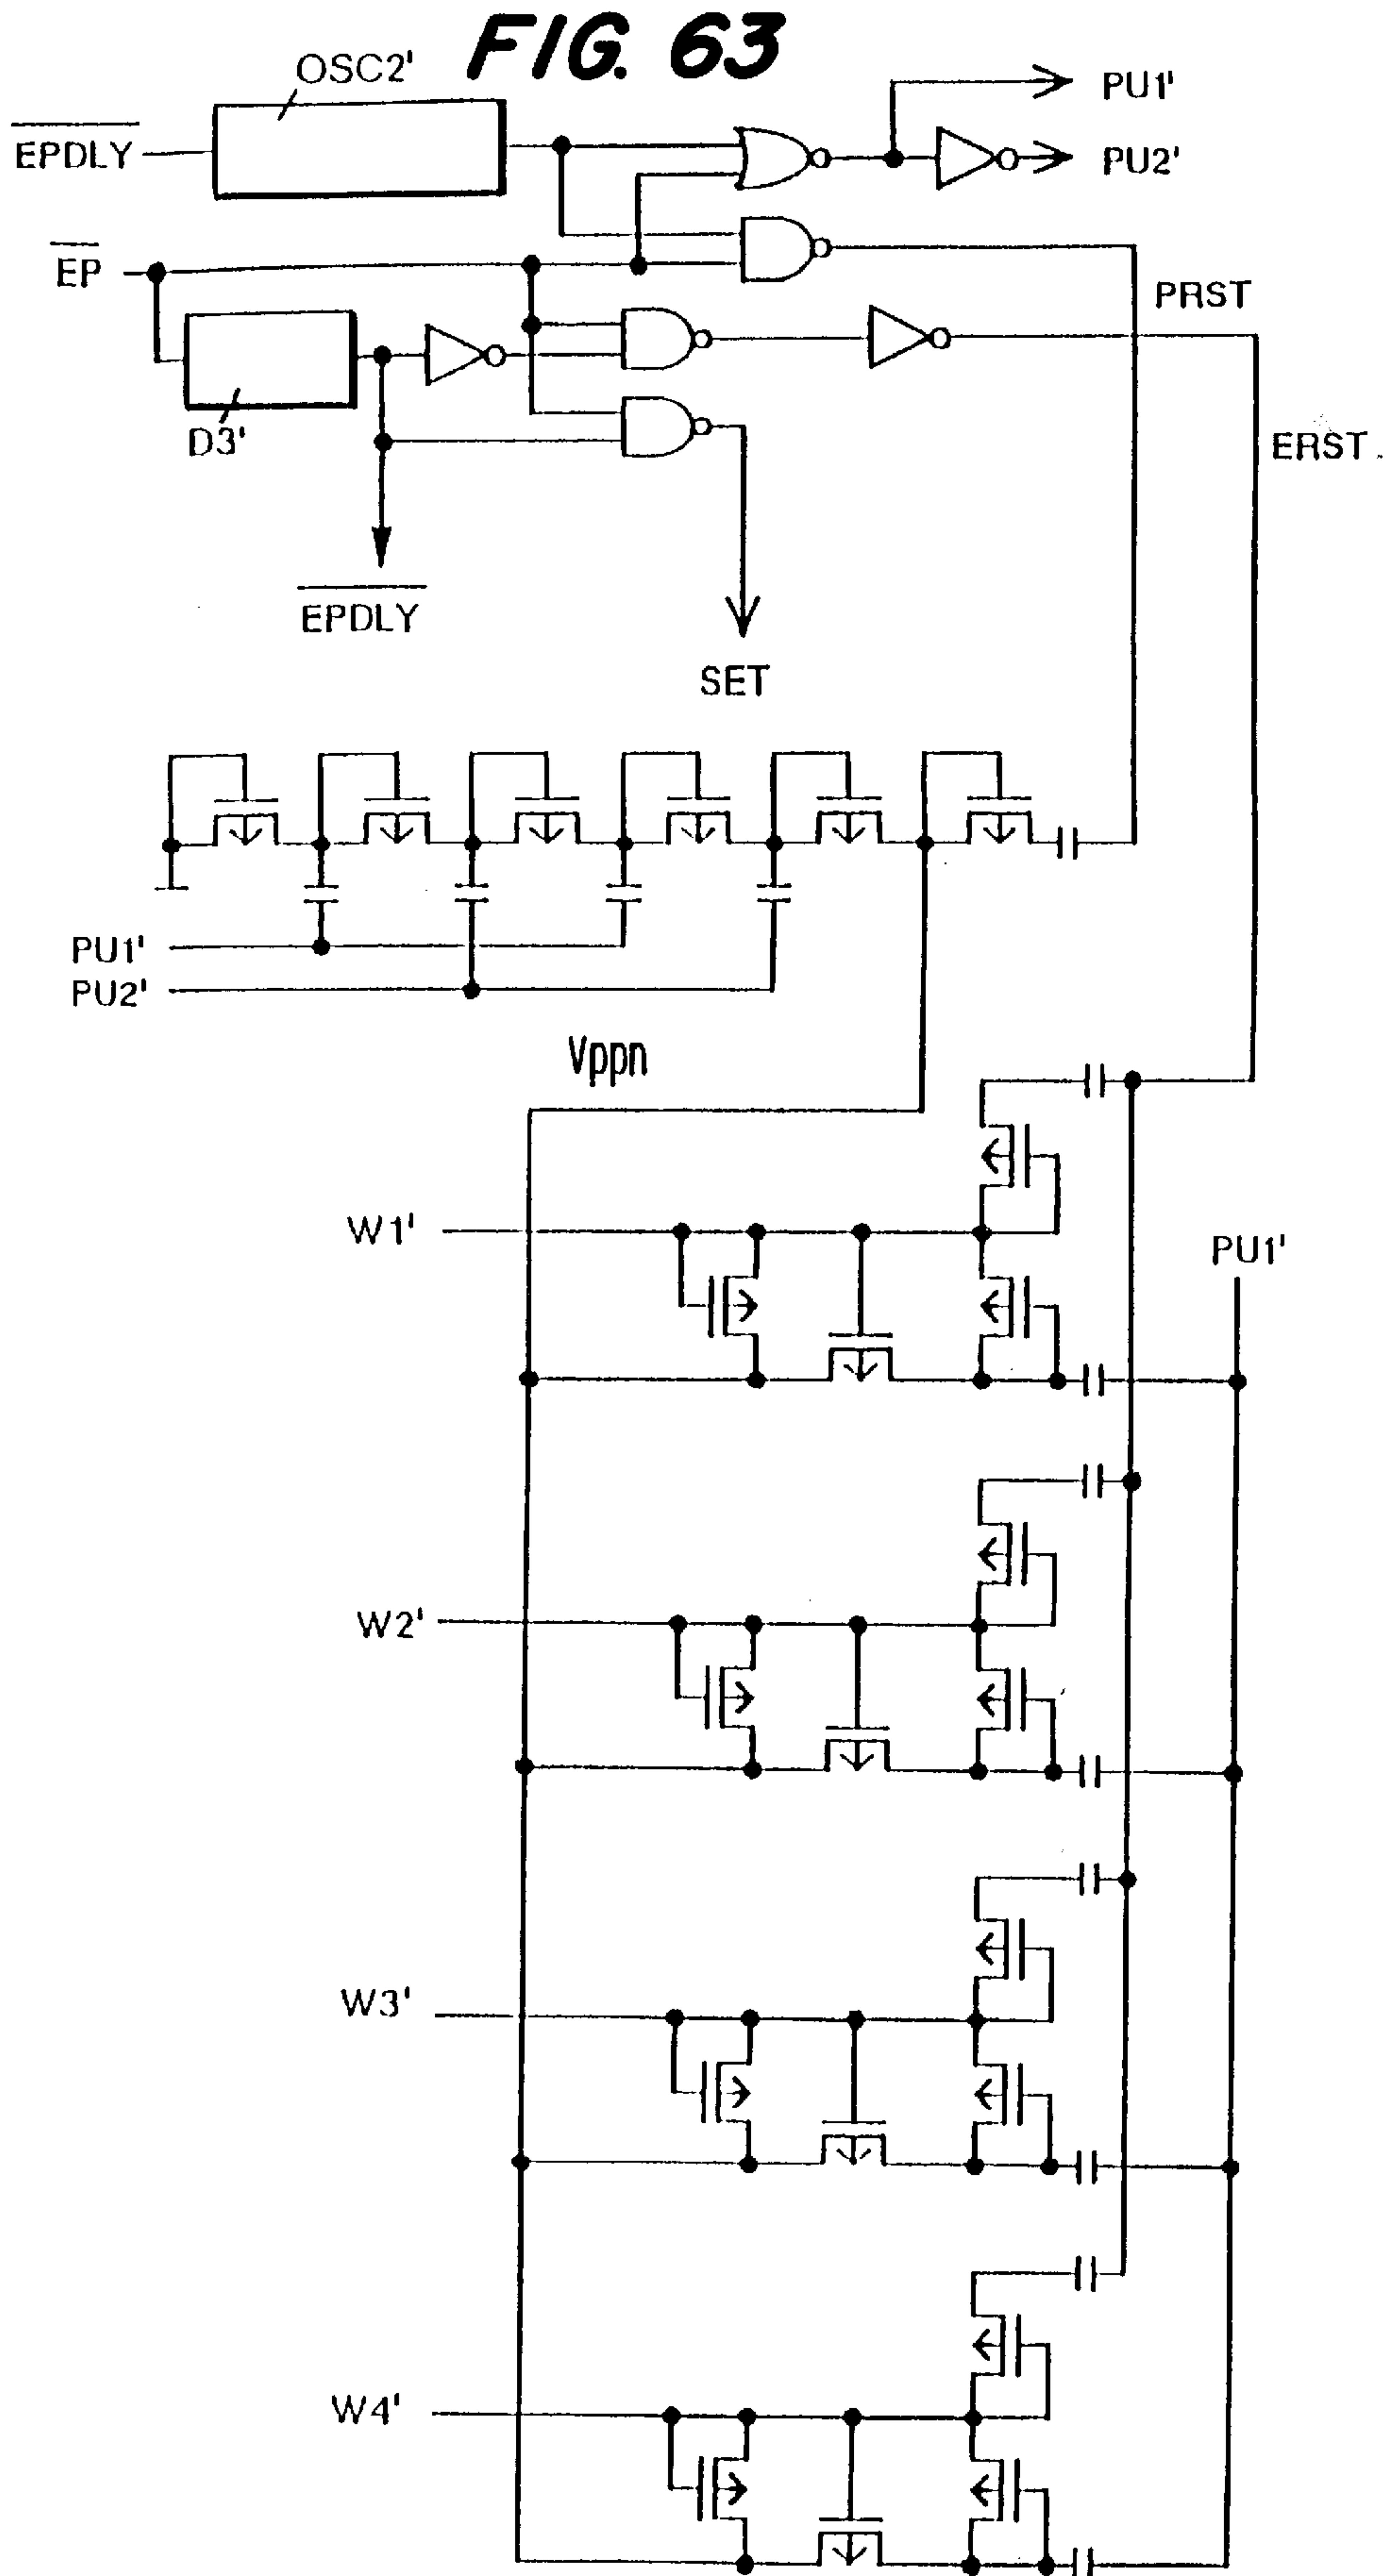 FIG. 63
OSC2'
PU1'
EPDLY
PU2'
EP
PRST
D3'
ERST
EPDLY
SET
PU1'
PU2'
Vppn
W1'
PU1'
W2'
W3'
W4'